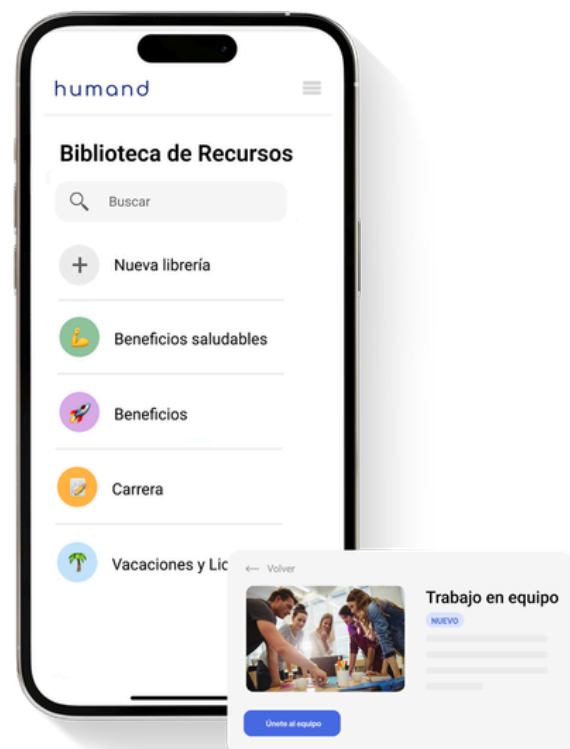 humand
Biblioteca de Recursos
Buscar
Nueva librería
Beneficios saludables
Beneficios
Carrera
Vacaciones y
Volver
Trabajo en equipo
NUEVO
Únete al equipo